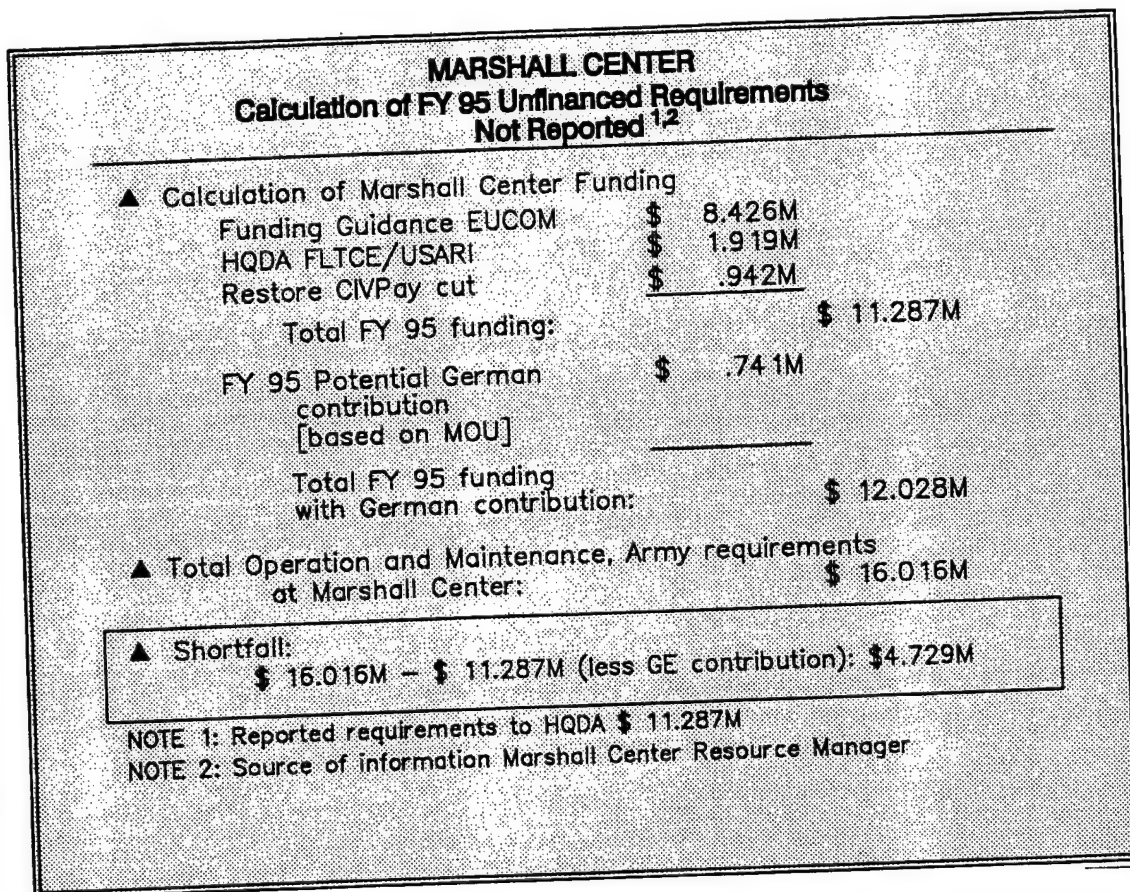 MARSHALL CENTER
Calculation of FY 95 Unfinanced Requirements
Not Reported 1,2
▲ Calculation of Marshall Center Funding
Funding Guidance EUCOM $ 8.426M
HQDA FLTCE/USARI $ 1.919M
Restore CIVPay cut $ .942M
Total FY 95 funding: $ 11.287M
FY 95 Potential German $ .741M
contribution
[based on MOU]
Total FY 95 funding
with German contribution: $ 12.028M
▲ Total Operation and Maintenance, Army requirements
at Marshall Center: $ 16.016M
▲ Shortfall:
$ 16.016M – $ 11.287M (less GE contribution): $4.729M
NOTE 1: Reported requirements to HQDA $ 11.287M
NOTE 2: Source of information Marshall Center Resource Manager